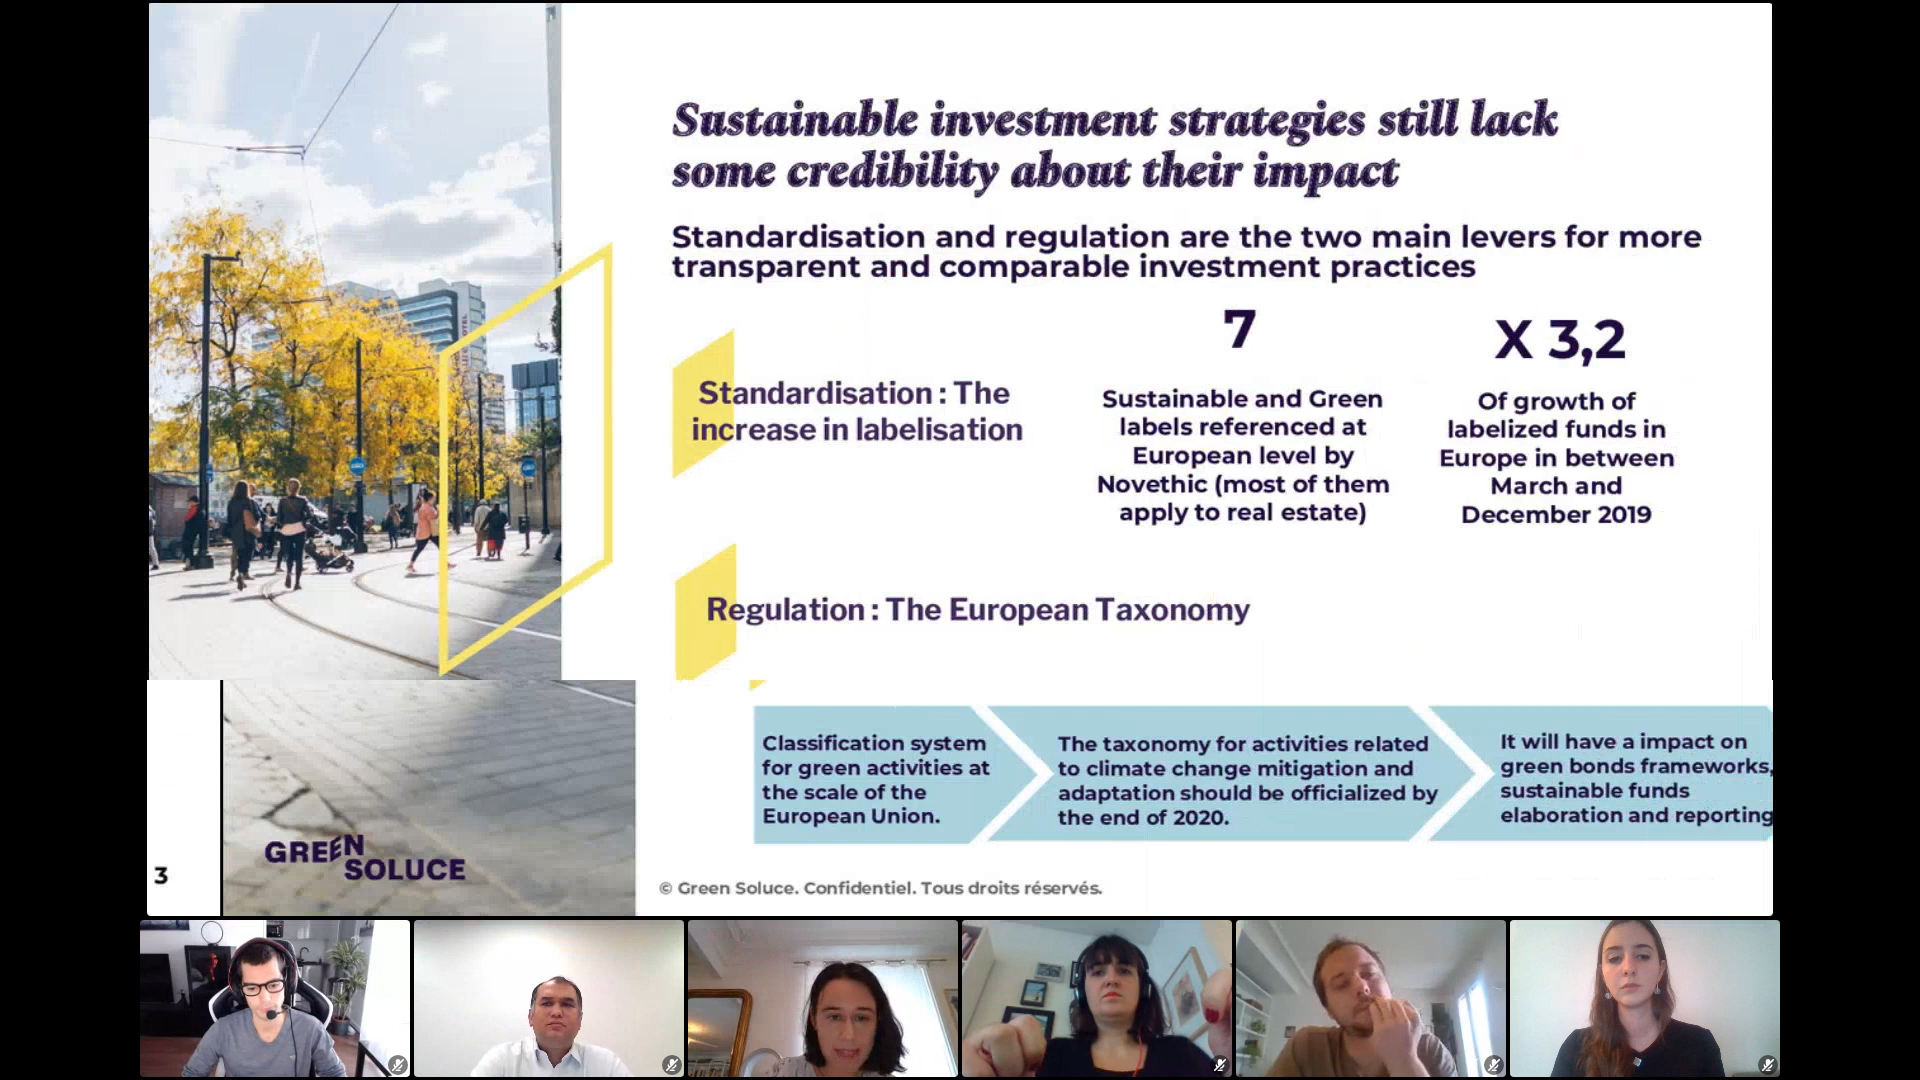 Sustainable investment strategies still lack
some credibility about their impact
Standardisation and regulation are the two main levers for more
transparent and comparable investment practices
Standardisation : The
increase in labelisation
7
Sustainable and Green
labels referenced at
European level by
Novethic (most of them
apply to real estate)
X 3,2
Of growth of
labelized funds in
Europe in between
March and
December 2019
Regulation : The European Taxonomy
Classification system
for green activities at
the scale of the
European Union.
The taxonomy for activities related
to climate change mitigation and
adaptation should be officialized by
the end of 2020.
It will have a impact on
green bonds frameworks,
sustainable funds
elaboration and reporting
3
GREEN
SOLUCE
© Green Soluce. Confidentiel. Tous droits réservés.